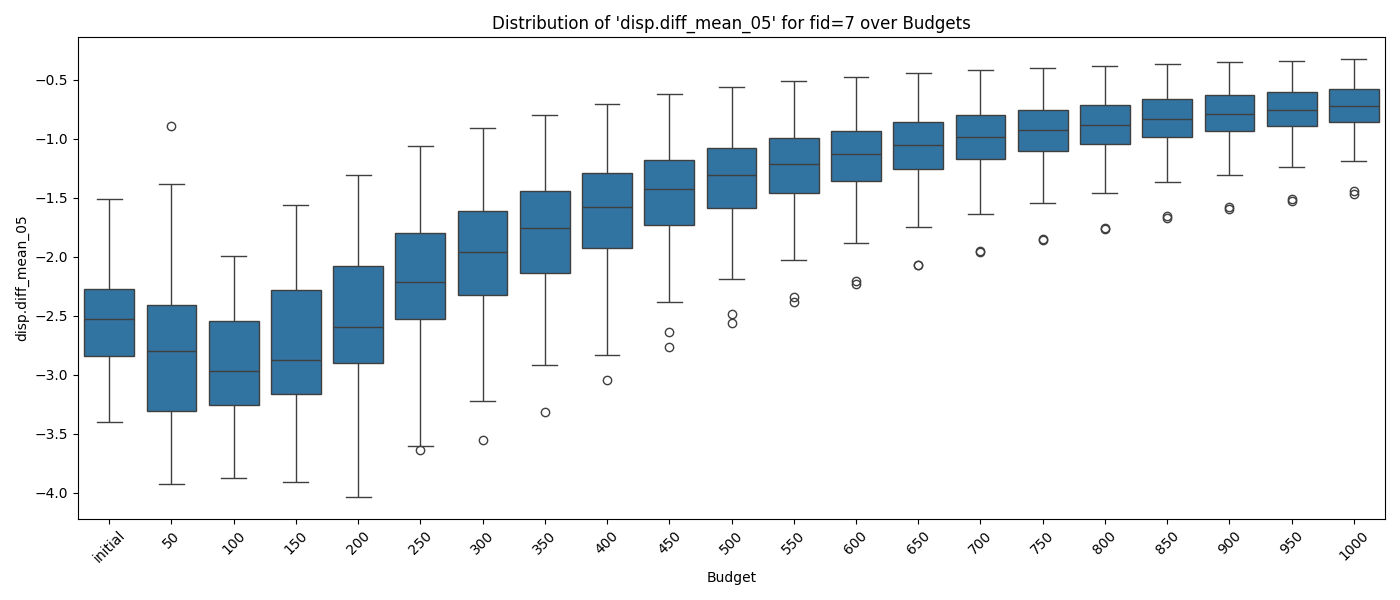 Distribution of 'disp.diff_mean_05' for fid=7 over Budgets
disp.diff_mean_05
−0.5
−1.0
−1.5
−2.0
−2.5
−3.0
−3.5
−4.0
initial 50 100 150 200 250 300 350 400 450 500 550 600 650 700 750 800 850 900 950 1000
Budget